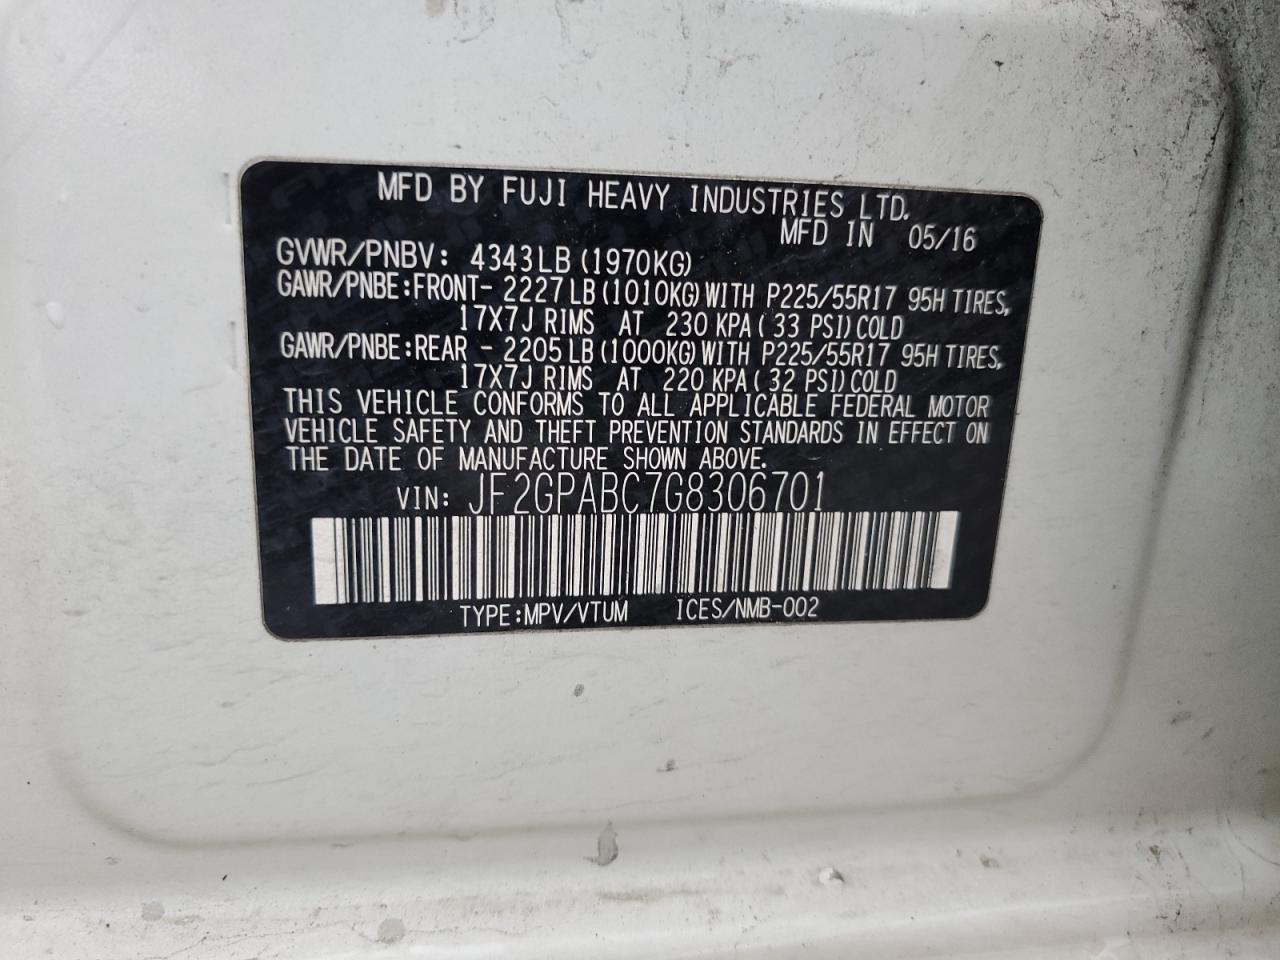 MFD BY FUJI HEAVY INDUSTRIES LTD.
MFD IN 05/16
GVWR/PNBV: 4343LB (1970KG)
GAWR/PNBE:FRONT- 2227LB(1010KG)WITH P225/55R17 95H TIRES,
17X7J RIMS AT 230 KPA( 33 PSI)COLD
GAWR/PNBE:REAR - 2205LB(1000KG)WITH P225/55R17 95H TIRES,
17X7J RIMS AT 220 KPA( 32 PSI)COLD
THIS VEHICLE CONFORMS TO ALL APPLICABLE FEDERAL MOTOR
VEHICLE SAFETY AND THEFT PREVENTION STANDARDS IN EFFECT ON
THE DATE OF MANUFACTURE SHOWN ABOVE.
VIN: JF2GPABC7G8306701
TYPE:MPV/VTUM ICES/NMB-002